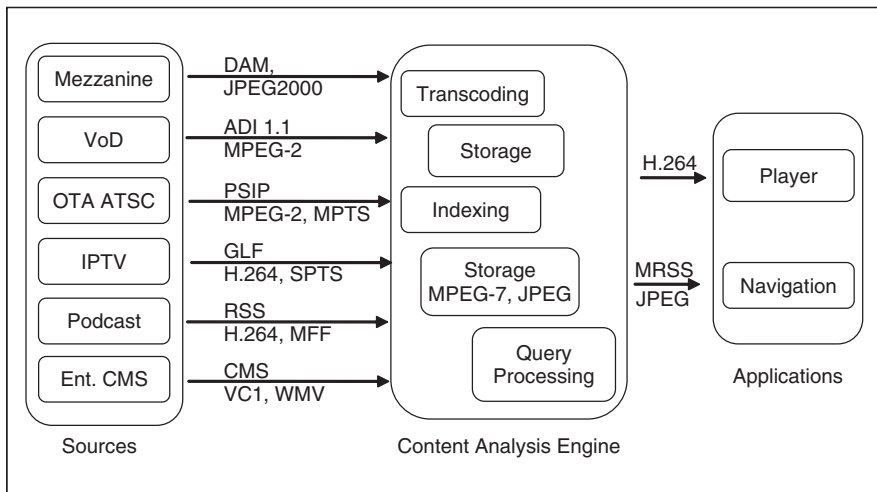 Mezzanine
VoD
OTA ATSC
IPTV
Podcast
Ent. CMS
Sources
DAM,
JPEG2000
ADI 1.1
MPEG-2
PSIP
MPEG-2, MPTS
GLF
H.264, SPTS
RSS
H.264, MFF
CMS
VC1, WMV
Transcoding
Storage
Indexing
Storage
MPEG-7, JPEG
Query
Processing
Content Analysis Engine
H.264
MRSS
JPEG
Player
Navigation
Applications